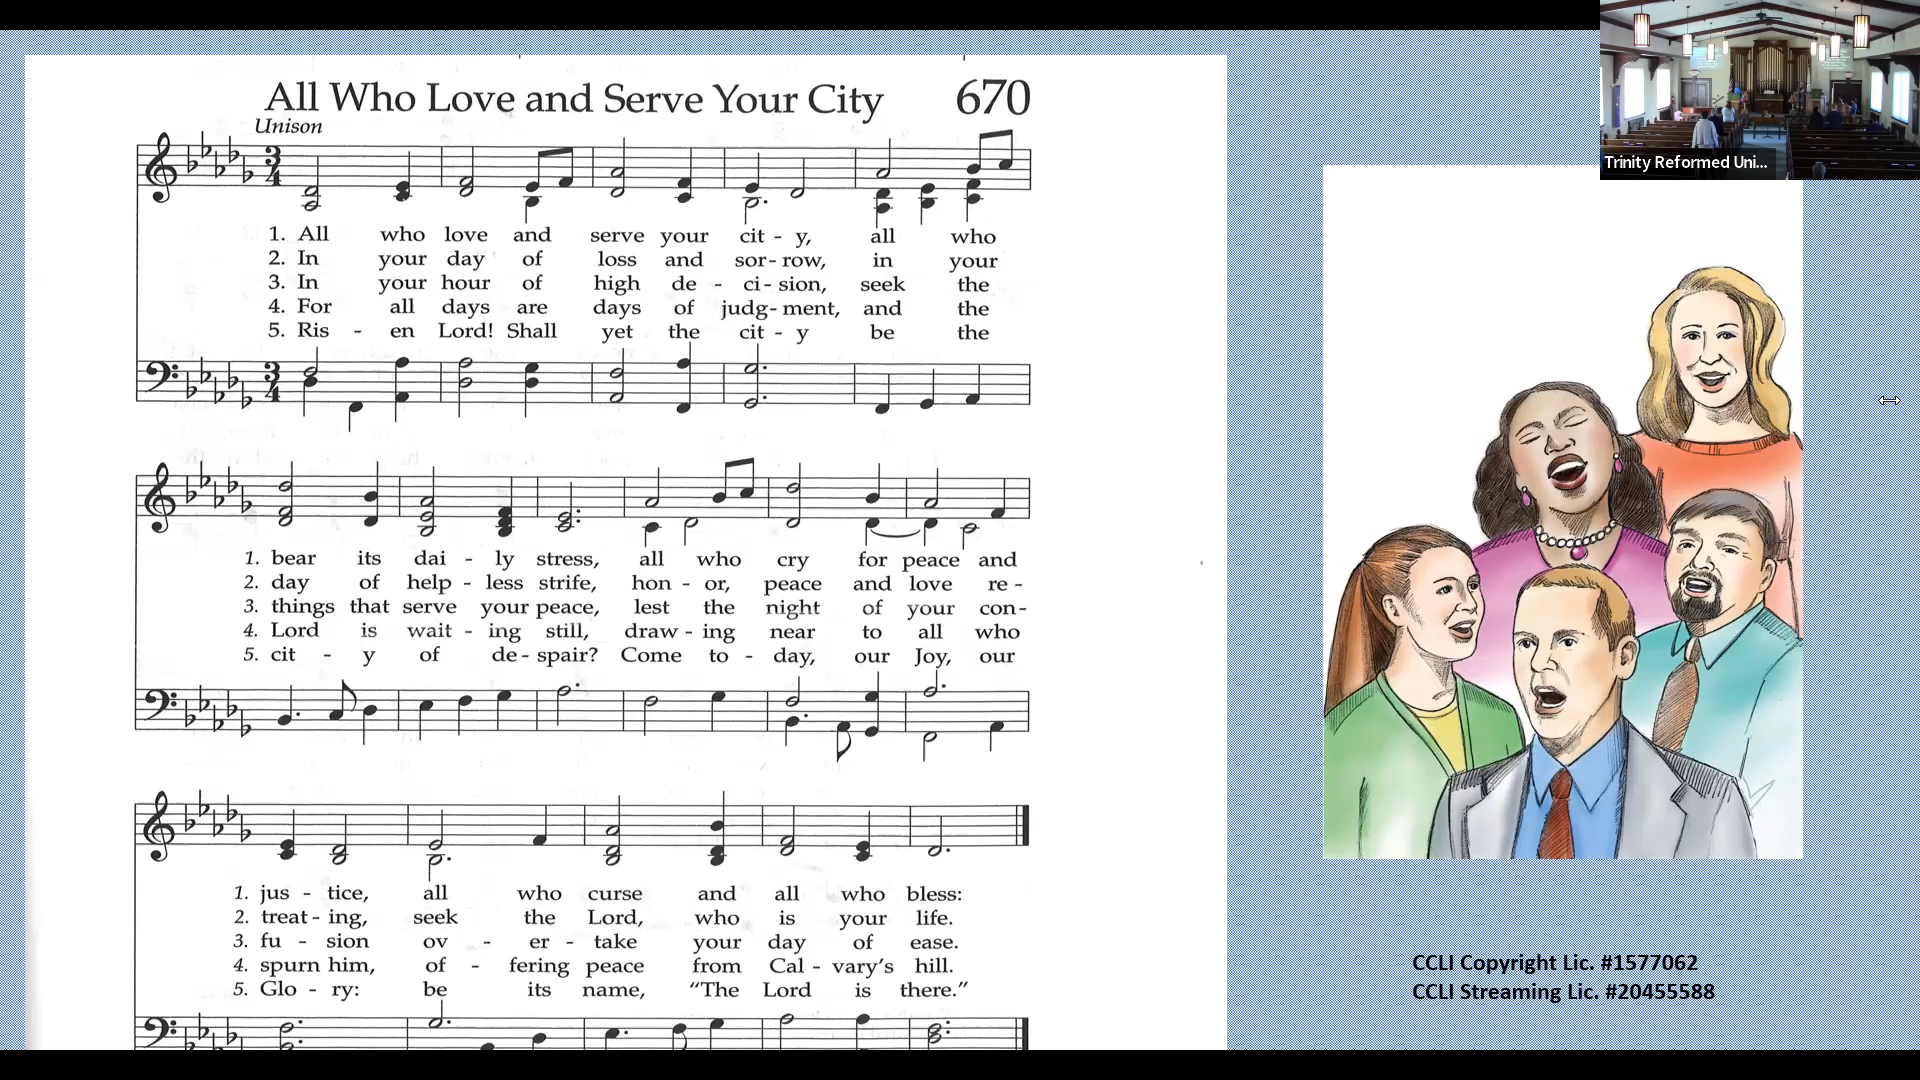 All Who Love and Serve Your City 670
Unison
1. All who love and serve your cit - y, all who
2. In your day of loss and sor - row, in your
3. In your hour of high de - ci - sion, seek the
4. For all days are days of judg - ment, and the
5. Ris - en Lord! Shall yet the cit - y be the
1. bear its dai - ly stress, all who cry for peace and
2. day of help - less strife, hon - or, peace and love re -
3. things that serve your peace, lest the night of your con -
4. Lord is wait - ing still, draw - ing near to all who
5. cit - y of de - spair? Come to - day, our Joy, our
1. jus - tice, all who curse and all who bless:
2. treat - ing, seek the Lord, who is your life.
3. fu - sion ov - er - take your day of ease.
4. spurn him, of - fering peace from Cal - vary's hill.
5. Glo - ry: be its name, "The Lord is there."
Trinity Reformed Uni...
CCLI Copyright Lic. #1577062
CCLI Streaming Lic. #20455588